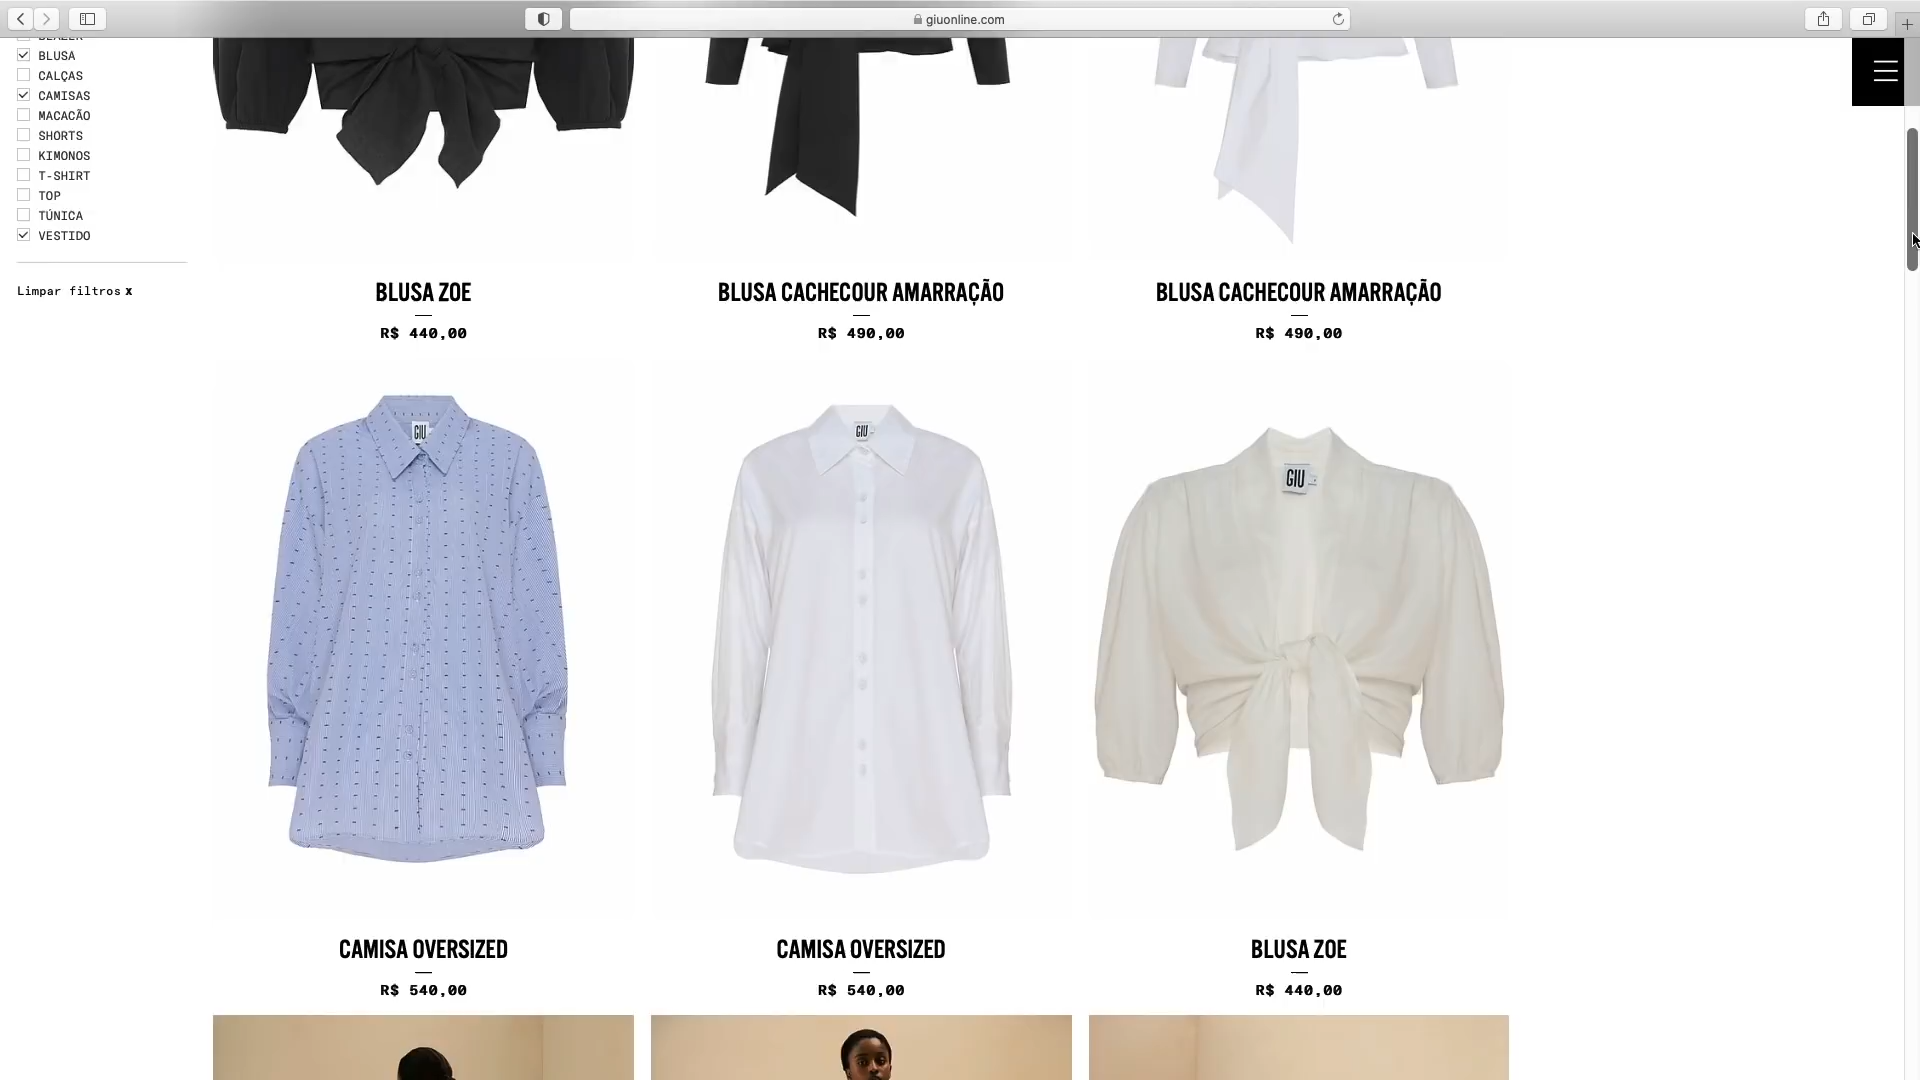 giuonline.com
BLAZER
BLUSA
CALÇAS
CAMISAS
MACACÃO
SHORTS
KIMONOS
T-SHIRT
TOP
TÚNICA
VESTIDO
Limpar filtros x
BLUSA ZOE
R$ 440,00
BLUSA CACHECOUR AMARRAÇÃO
R$ 490,00
BLUSA CACHECOUR AMARRAÇÃO
R$ 490,00
GIU
GIU
GIU
CAMISA OVERSIZED
R$ 540,00
CAMISA OVERSIZED
R$ 540,00
BLUSA ZOE
R$ 440,00